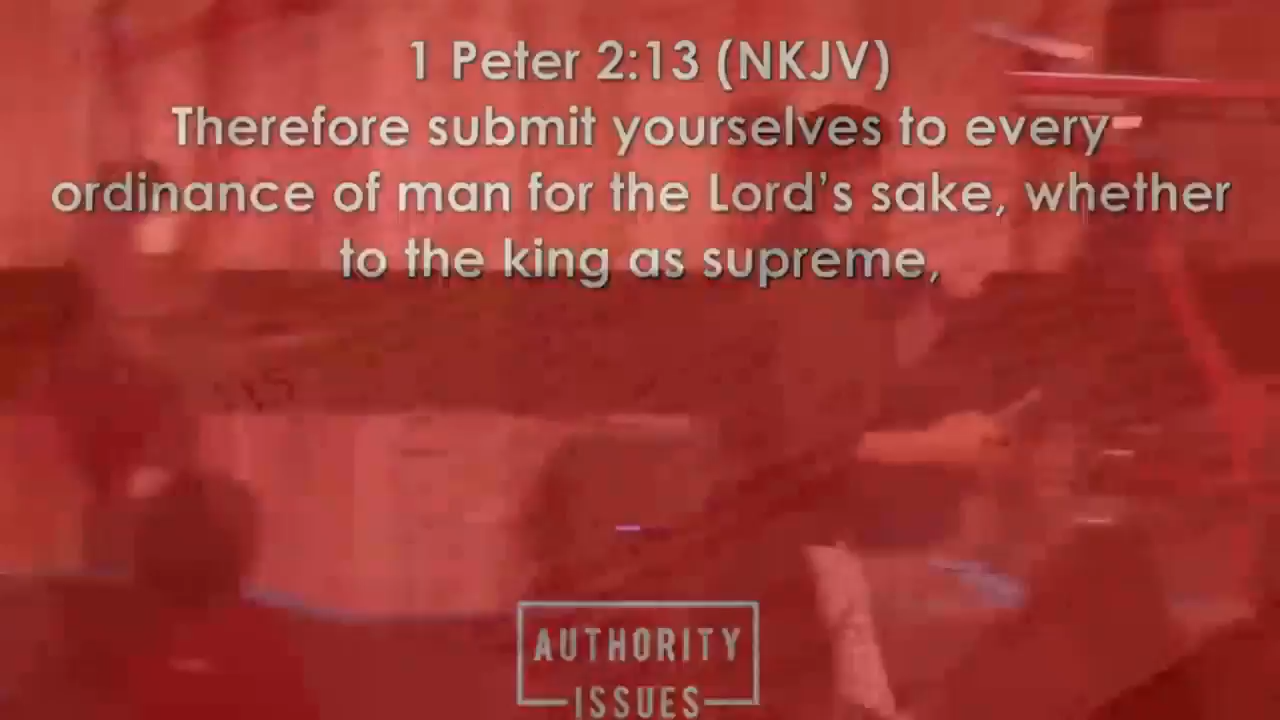 1 Peter 2:13 (NKJV)
Therefore submit yourselves to every
ordinance of man for the Lord's sake, whether
to the king as supreme,
AUTHORITY
ISSUES